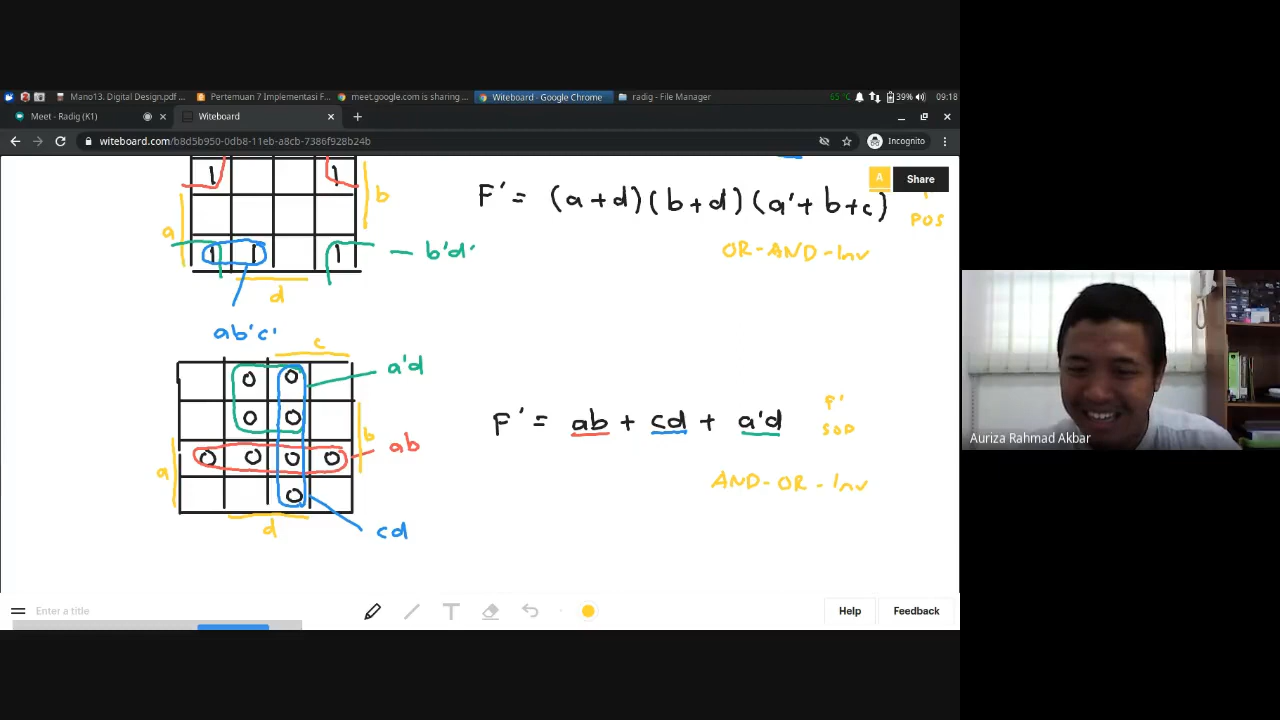 Mano13. Digital Design.pdf ...
Pertemuan 7 Implementasi F...
meet.google.com is sharing ...
Witeboard - Google Chrome
radig - File Manager
65 °C
39%
09:18
Meet - Radig (K1)
Witeboard
witeboard.com/b8d5b950-0db8-11eb-a8cb-7386f928b24b
Incognito
A
Share
1 1
b
F' = (a+d)(b+d)(a'+b+c)
POS
a
1 1 1
b'd'
OR-AND-Inv
d
ab'c'
c
0 0
a'd
0 0
b
F' = ab + cd + a'd
F'
SOP
ab
a
0 0 0 0
0
AND-OR-Inv
d
cd
Auriza Rahmad Akbar
Enter a title
T
Help
Feedback